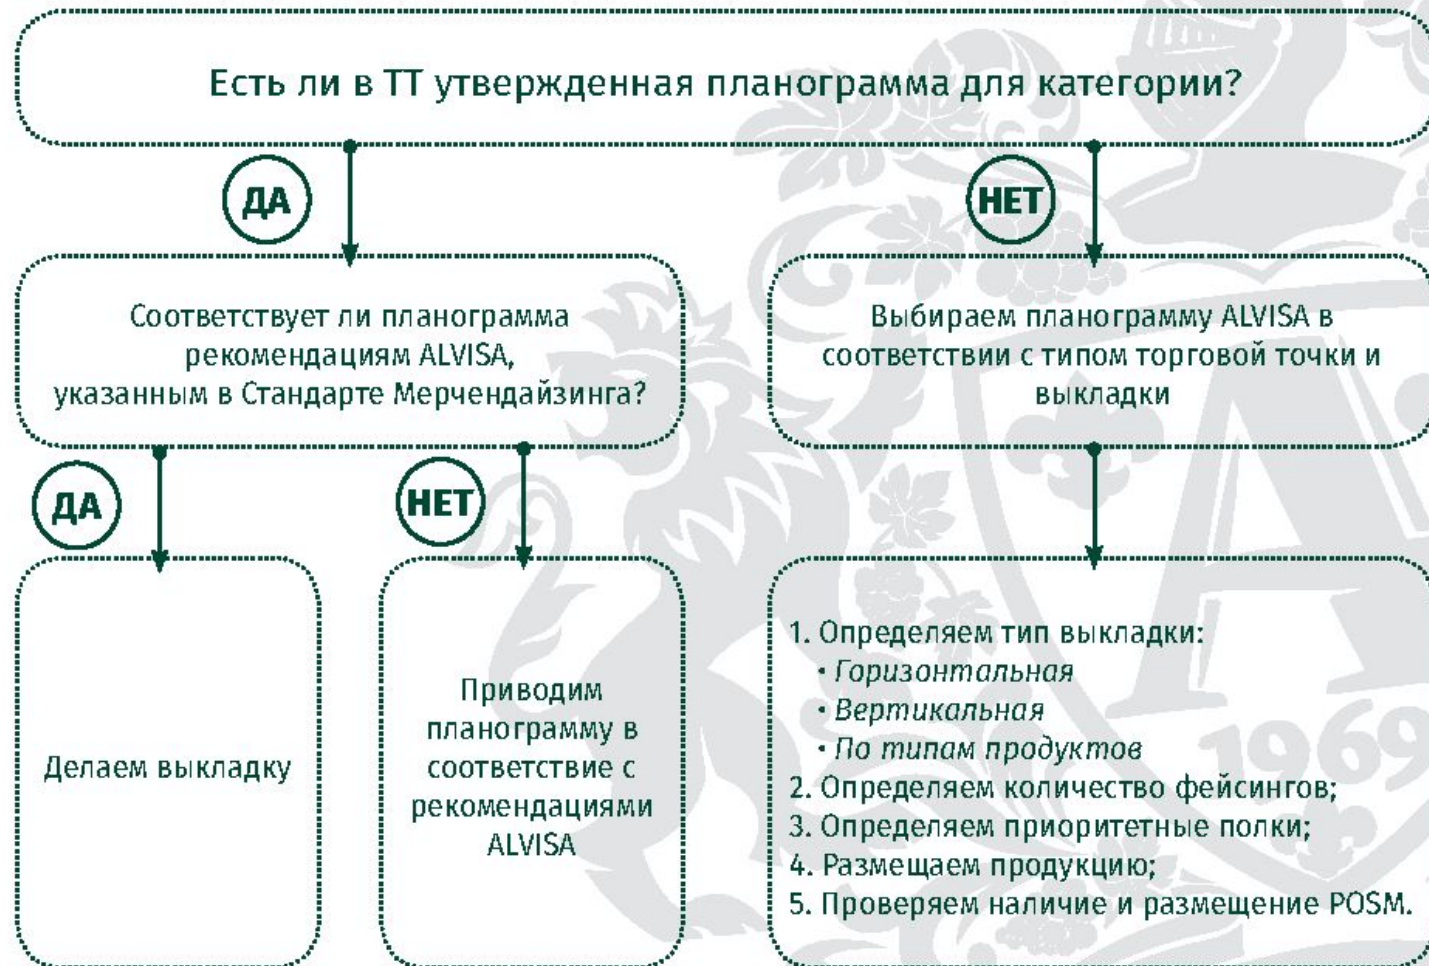 Есть ли в ТТ утвержденная планограмма для категории?
ДА
НЕТ
Соответствует ли планограмма
рекомендациям ALVISA,
указанным в Стандарте Мерчендайзинга?
Выбираем планограмму ALVISA в
соответствии с типом торговой точки и
выкладки
ДА
НЕТ
Делаем выкладку
Приводим
планограмму в
соответствие с
рекомендациями
ALVISA
1. Определяем тип выкладки:
• Горизонтальная
• Вертикальная
• По типам продуктов
2. Определяем количество фейсингов;
3. Определяем приоритетные полки;
4. Размещаем продукцию;
5. Проверяем наличие и размещение POSM.
A
1969